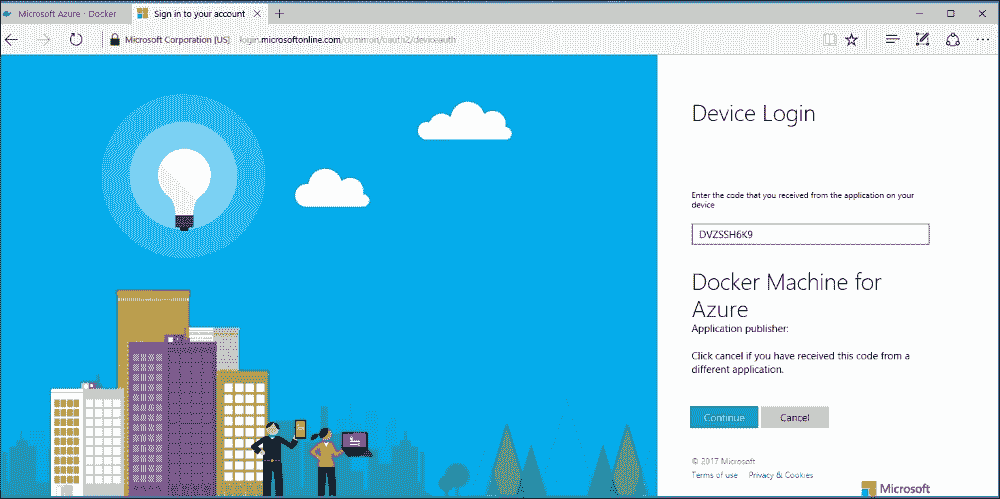 Microsoft Azure - Docker
Sign in to your account
Microsoft Corporation [US]
login.microsoftonline.com/common/oauth2/deviceauth
Device Login
Enter the code that you received from the application on your
device
DVZSSH6K9
Docker Machine for
Azure
Application publisher:
Click cancel if you have received this code from a
different application.
Continue
Cancel
© 2017 Microsoft
Terms of use
Privacy & Cookies
Microsoft